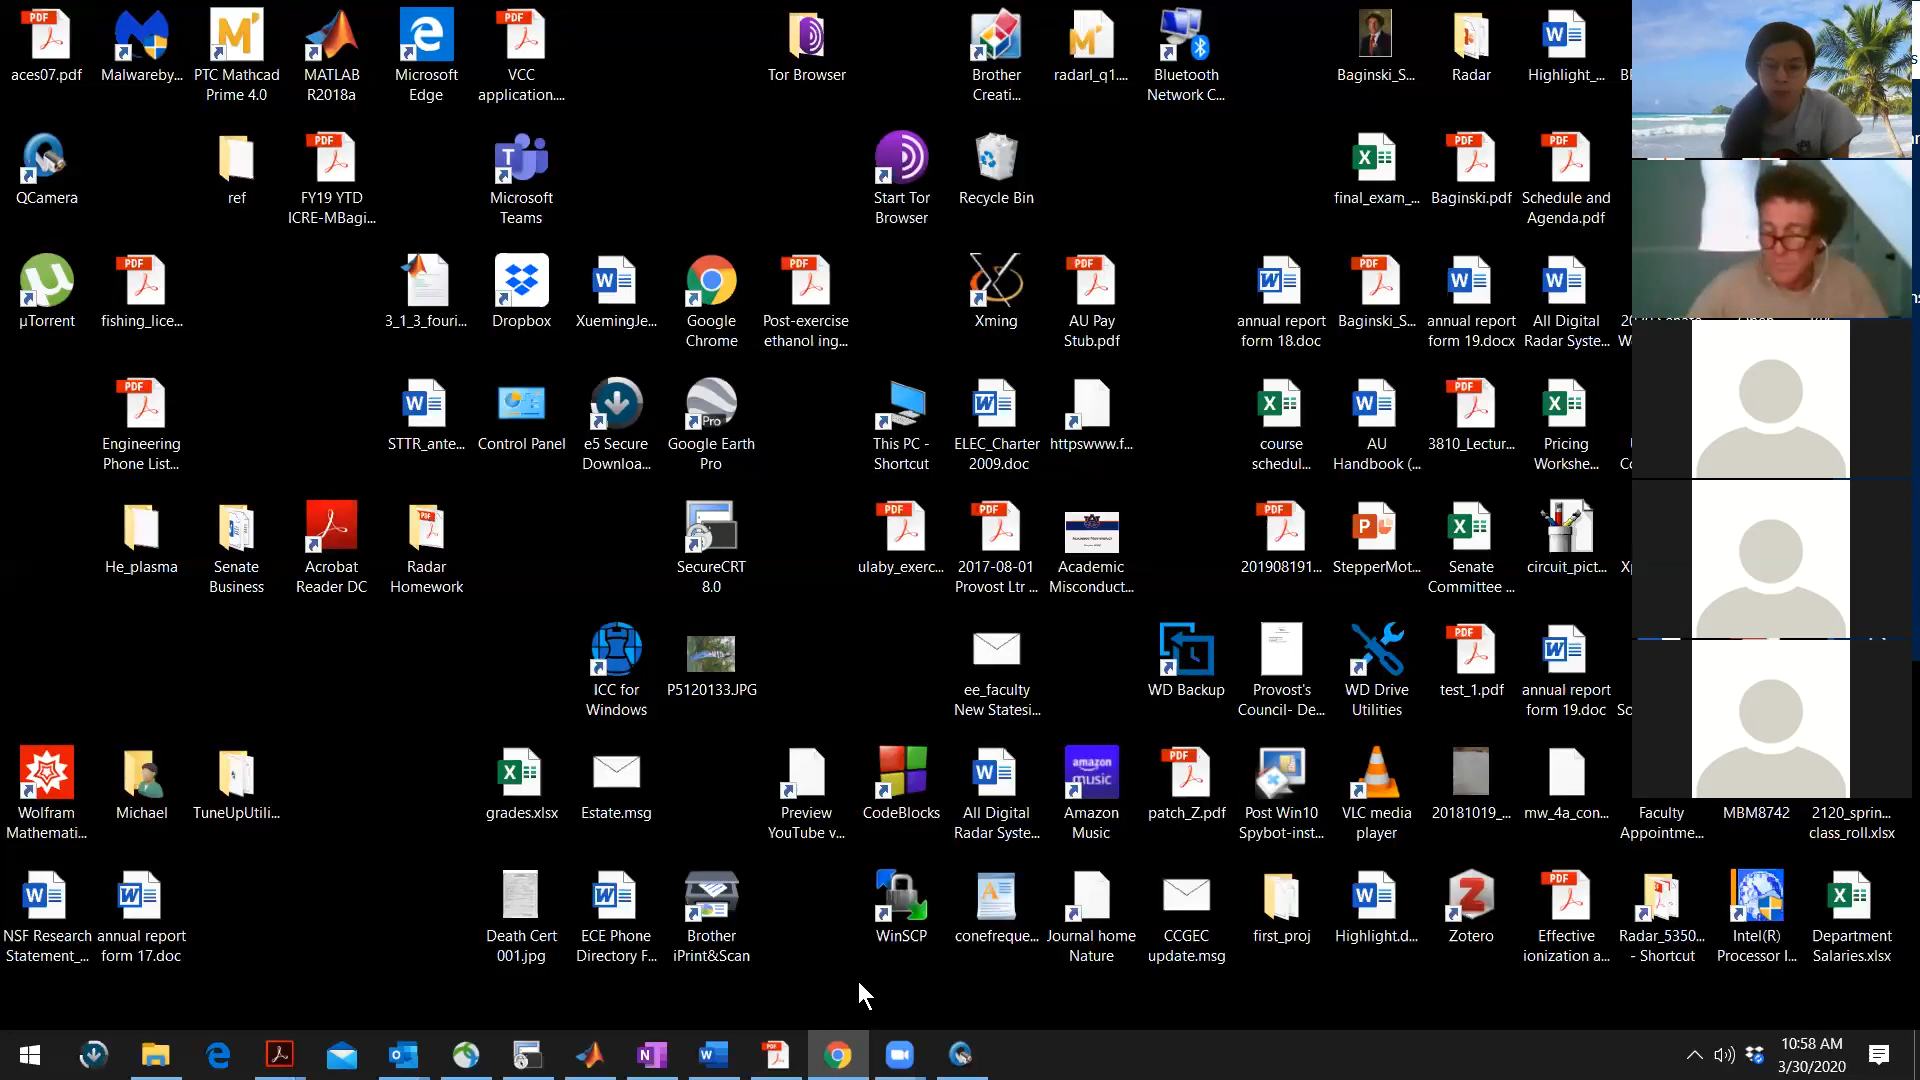 aces07.pdf
Malwareby...
PTC Mathcad
Prime 4.0
MATLAB
R2018a
Microsoft
Edge
VCC
application....
Tor Browser
Brother
Creati...
radarl_q1....
Bluetooth
Network C...
Baginski_S...
Radar
Highlight_...
QCamera
ref
FY19 YTD
ICRE-MBagi...
Microsoft
Teams
Start Tor
Browser
Recycle Bin
final_exam_...
Baginski.pdf
Schedule and
Agenda.pdf
µTorrent
fishing_lice...
3_1_3_fouri...
Dropbox
XuemingJe...
Google
Chrome
Post-exercise
ethanol ing...
Xming
AU Pay
Stub.pdf
annual report
form 18.doc
Baginski_S...
annual report
form 19.docx
All Digital
Radar Syste...
Engineering
Phone List...
STTR_ante...
Control Panel
e5 Secure
Downloa...
Google Earth
Pro
This PC -
Shortcut
ELEC_Charter
2009.doc
httpswww.f...
course
schedul...
AU
Handbook (...
3810_Lectur...
Pricing
Workshe...
He_plasma
Senate
Business
Acrobat
Reader DC
Radar
Homework
SecureCRT
8.0
ulaby_exerc...
2017-08-01
Provost Ltr ...
Academic
Misconduct...
201908191...
StepperMot...
Senate
Committee ...
circuit_pict...
ICC for
Windows
P5120133.JPG
ee_faculty
New Statesi...
WD Backup
Provost's
Council- De...
WD Drive
Utilities
test_1.pdf
annual report
form 19.doc
Wolfram
Mathemati...
Michael
TuneUpUtili...
grades.xlsx
Estate.msg
Preview
YouTube v...
CodeBlocks
All Digital
Radar Syste...
amazon
music
Amazon
Music
patch_Z.pdf
Post Win10
Spybot-inst...
VLC media
player
20181019_...
mw_4a_con...
Faculty
Appointme...
MBM8742
2120_sprin...
class_roll.xlsx
NSF Research
Statement_...
annual report
form 17.doc
Death Cert
001.jpg
ECE Phone
Directory F...
Brother
iPrint&Scan
WinSCP
conefreque...
Journal home
Nature
CCGEC
update.msg
first_proj
Highlight.d...
Zotero
Effective
ionization a...
Radar_5350...
- Shortcut
Intel(R)
Processor I...
Department
Salaries.xlsx
10:58 AM
3/30/2020